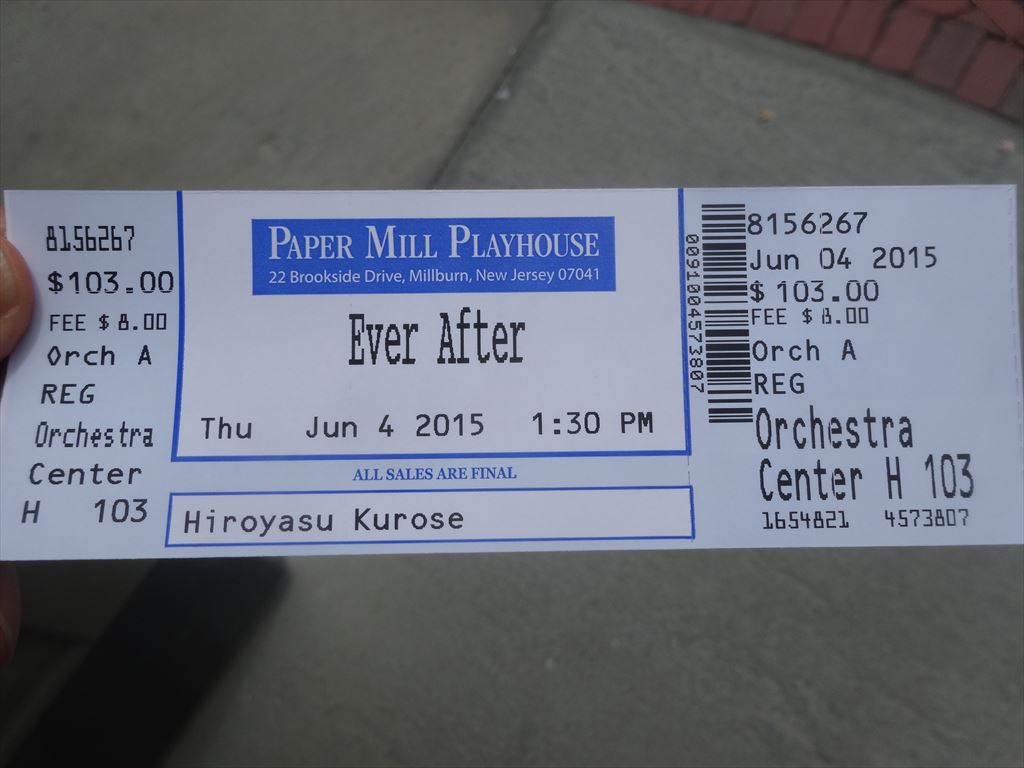 8156267
$103.00
FEE $ 8.00
Orch A
REG
Orchestra
Center
H 103
PAPER MILL PLAYHOUSE
22 Brookside Drive, Millburn, New Jersey 07041
Ever After
Thu Jun 4 2015 1:30 PM
ALL SALES ARE FINAL
Hiroyasu Kurose
0091004573807
8156267
Jun 04 2015
$ 103.00
FEE $ 8.00
Orch A
REG
Orchestra
Center H 103
1654821 4573807